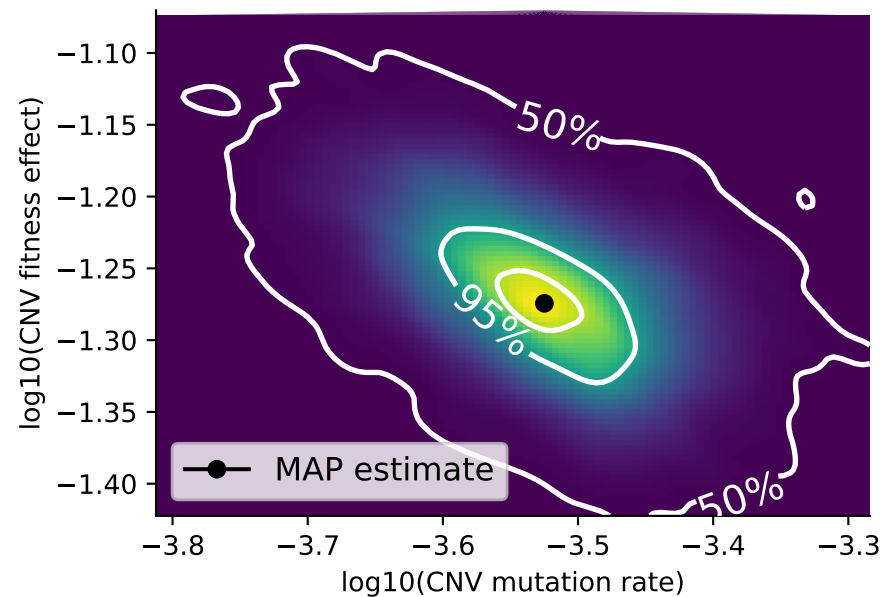 −1.10
−1.15
−1.20
−1.25
−1.30
−1.35
−1.40
log10(CNV fitness effect)
50%
95%
50%
MAP estimate
−3.8 −3.7 −3.6 −3.5 −3.4 −3.3
log10(CNV mutation rate)